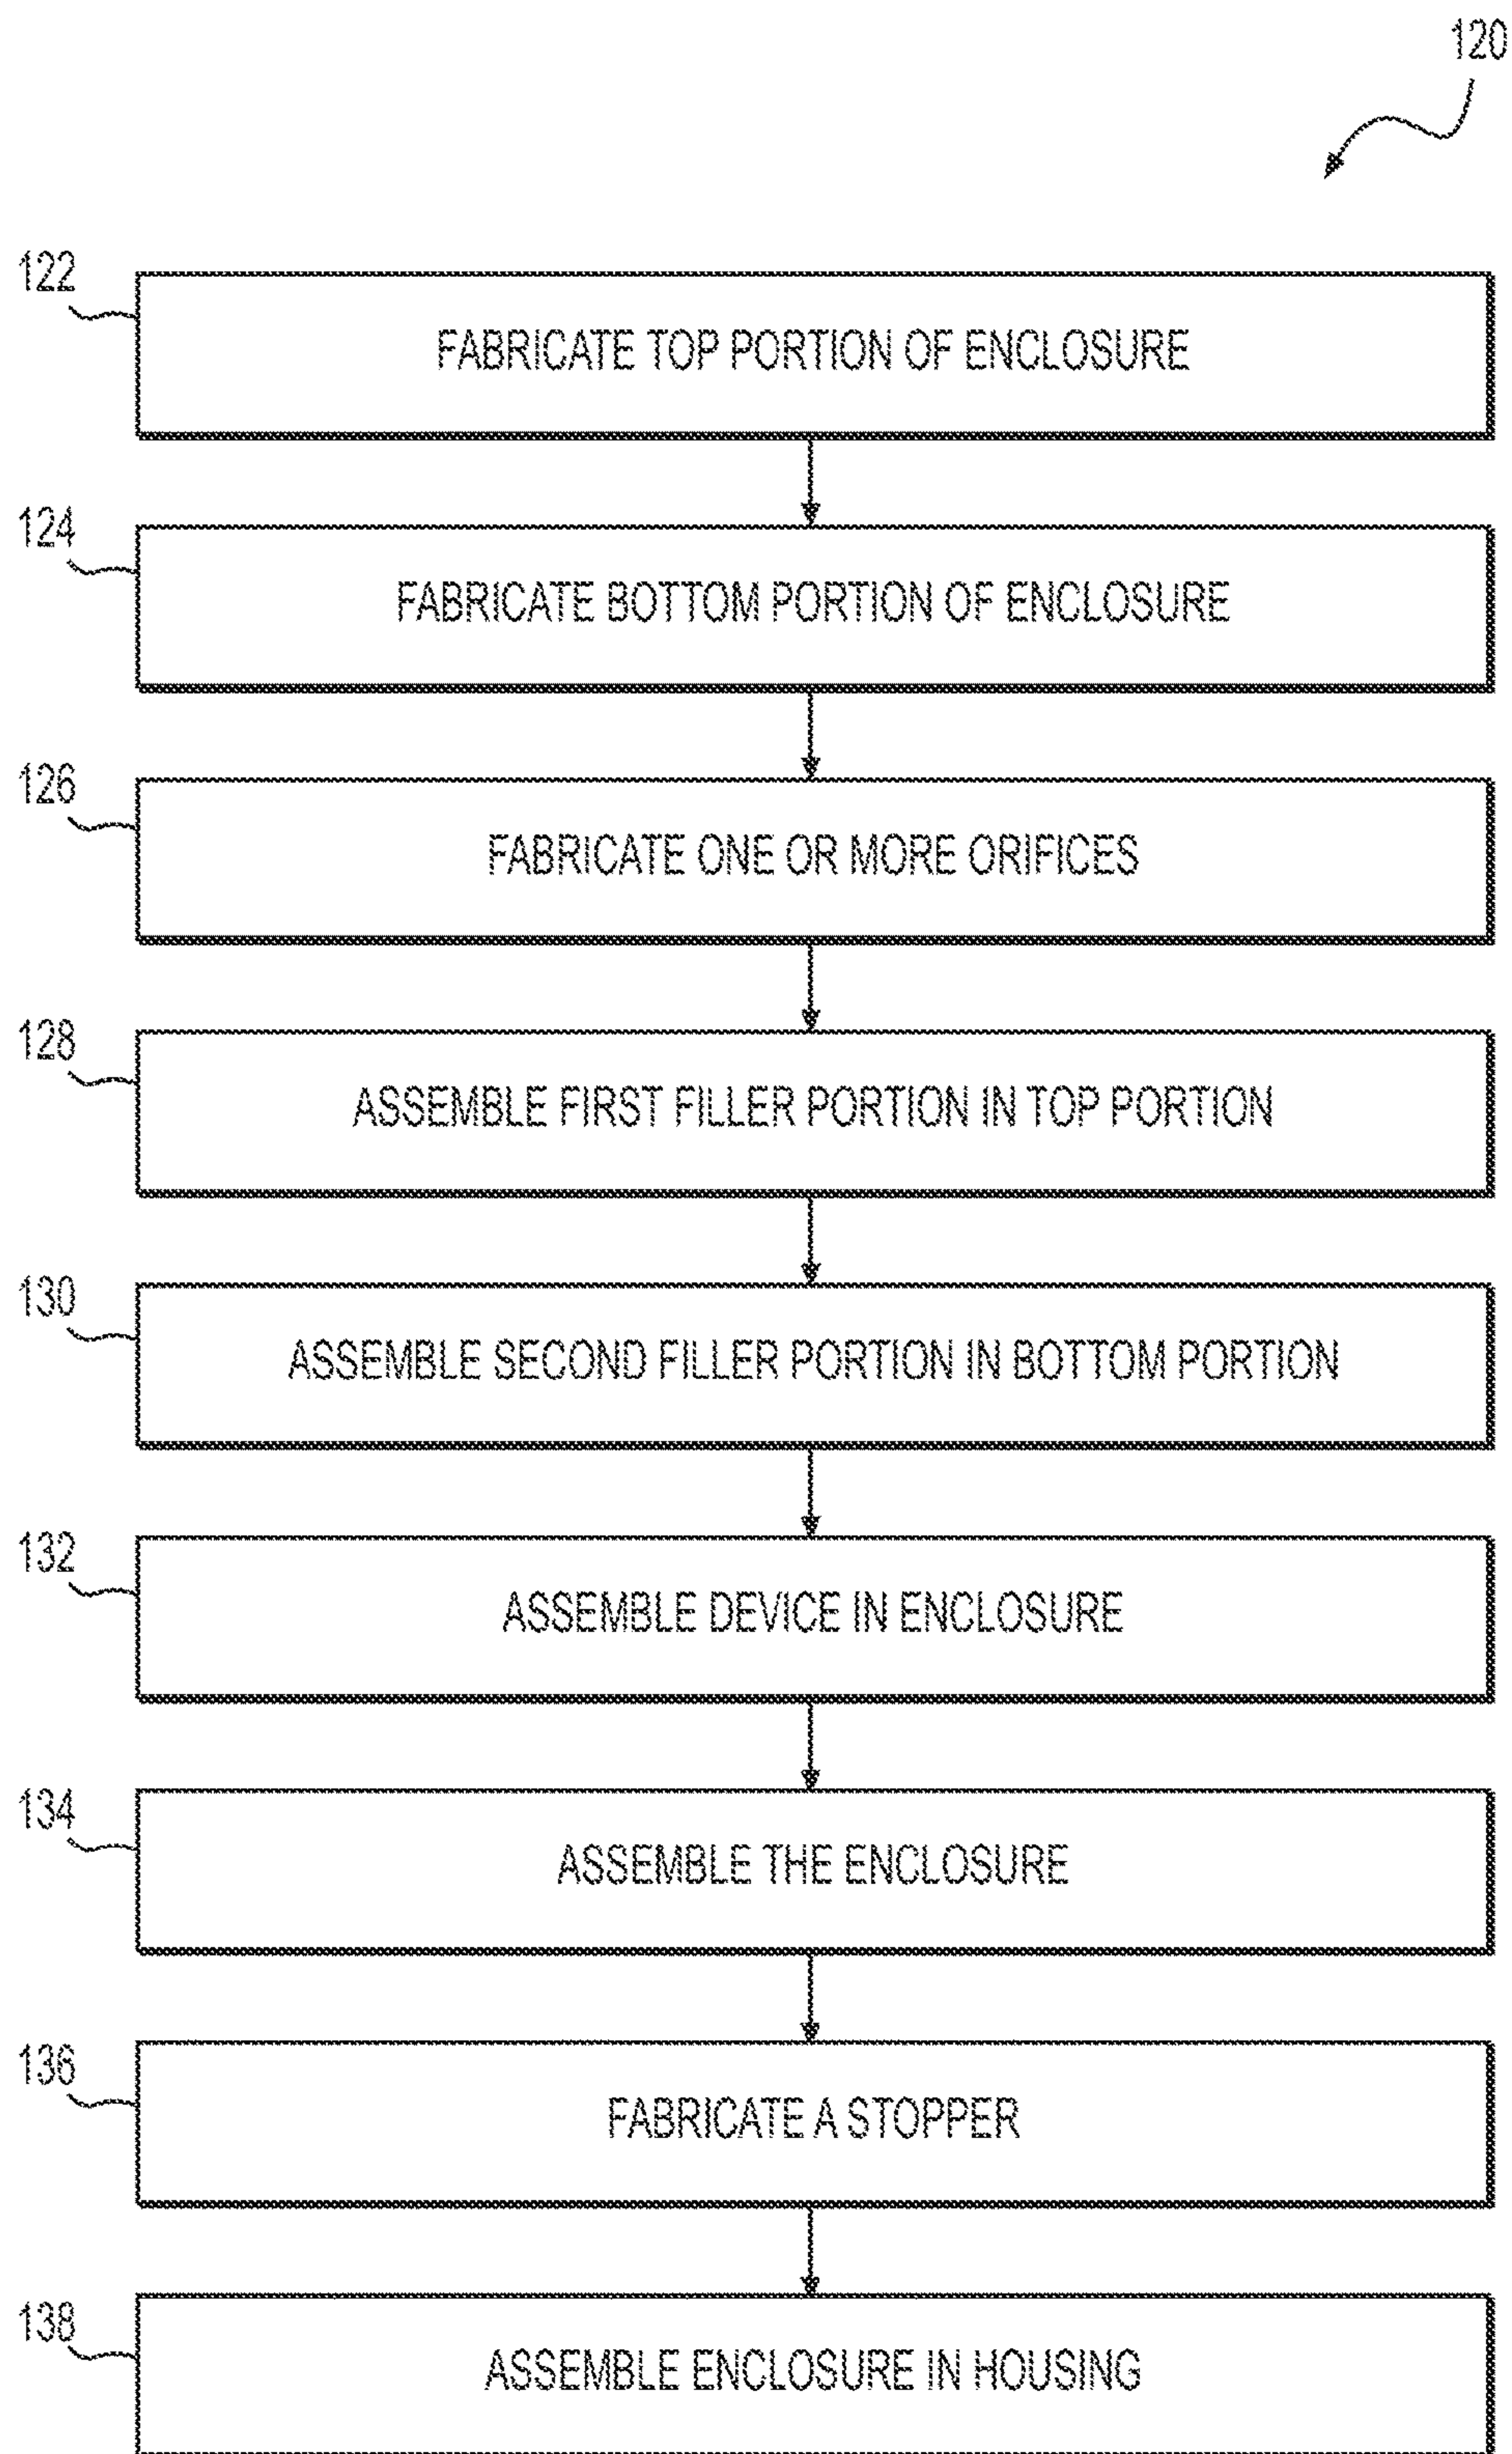 120
122
FABRICATE TOP PORTION OF ENCLOSURE
124
FABRICATE BOTTOM PORTION OF ENCLOSURE
126
FABRICATE ONE OR MORE ORIFICES
128
ASSEMBLE FIRST FILLER PORTION IN TOP PORTION
130
ASSEMBLE SECOND FILLER PORTION IN BOTTOM PORTION
132
ASSEMBLE DEVICE IN ENCLOSURE
134
ASSEMBLE THE ENCLOSURE
136
FABRICATE A STOPPER
138
ASSEMBLE ENCLOSURE IN HOUSING